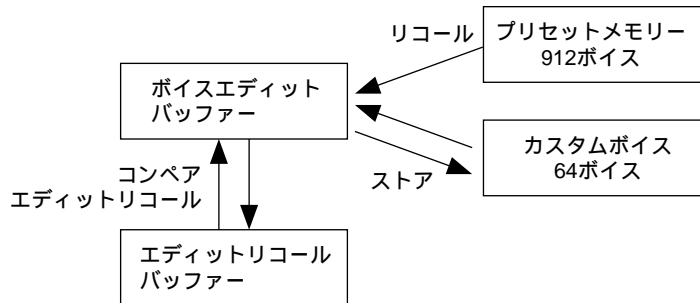 リコール
プリセットメモリー
912ボイス
ボイスエディット
バッファー
カスタムボイス
64ボイス
コンペア
エディットリコール
ストア
エディットリコール
バッファー